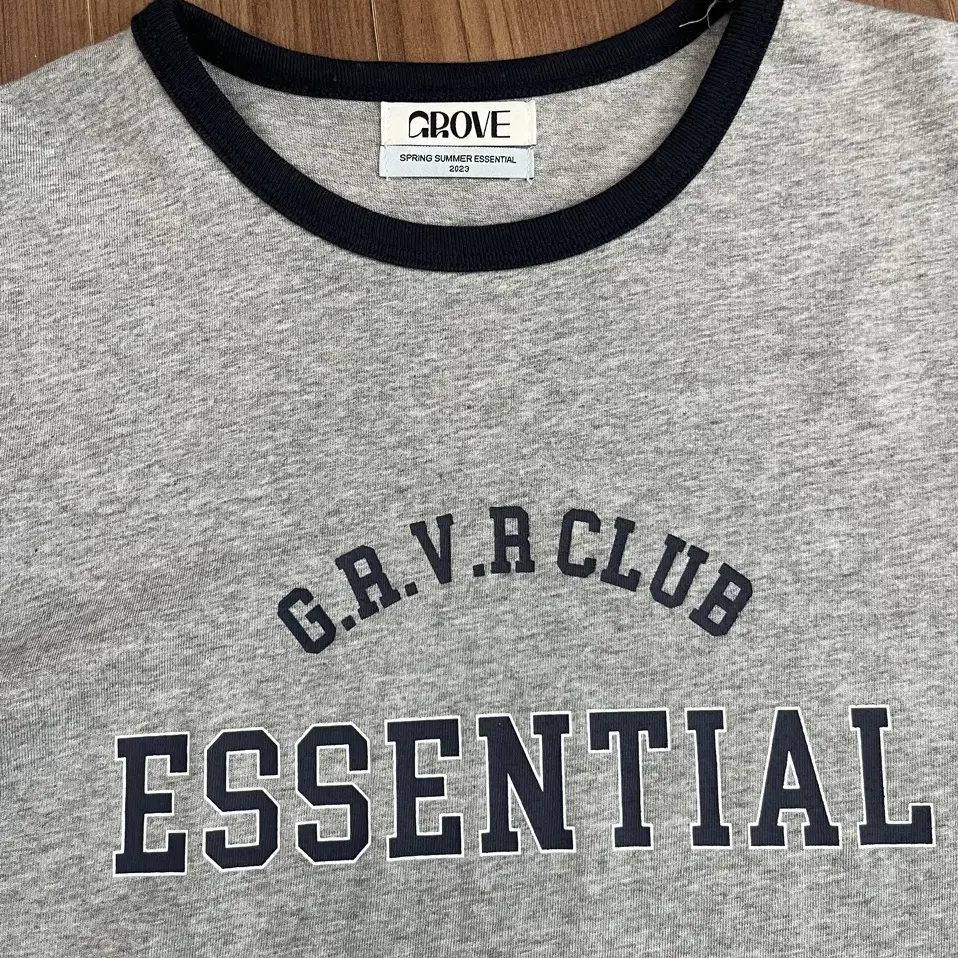 GROVE
SPRING SUMMER ESSENTIAL
2023
G.R.V.R CLUB
ESSENTIAL